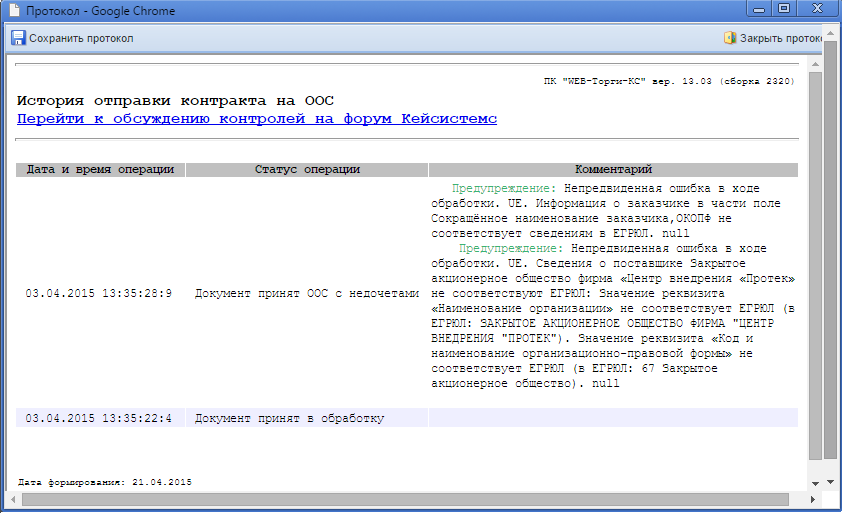 Протокол - Google Chrome
Сохранить протокол
Закрыть проток
ПК "WEB-Торги-КС" вер. 13.03 (сборка 2320)
История отправки контракта на ООС
Перейти к обсуждению контролей на форум Кейсистемс
Дата и время операции Статус операции Комментарий
Предупреждение: Непредвиденная ошибка в ходе
обработки. UE. Информация о заказчике в части поле
Сокращённое наименование заказчика,ОКОПФ не
соответствует сведениям в ЕГРЮЛ. null
Предупреждение: Непредвиденная ошибка в ходе
обработки. UE. Сведения о поставщике Закрытое
акционерное общество фирма «Центр внедрения «Протек»
03.04.2015 13:35:28:9 Документ принят ООС с недочетами не соответствуют ЕГРЮЛ: Значение реквизита
«Наименование организации» не соответствует ЕГРЮЛ (в
ЕГРЮЛ: ЗАКРЫТОЕ АКЦИОНЕРНОЕ ОБЩЕСТВО ФИРМА "ЦЕНТР
ВНЕДРЕНИЯ "ПРОТЕК"). Значение реквизита «Код и
наименование организационно-правовой формы» не
соответствует ЕГРЮЛ (в ЕГРЮЛ: 67 Закрытое
акционерное общество). null
03.04.2015 13:35:22:4 Документ принят в обработку
Дата формирования: 21.04.2015